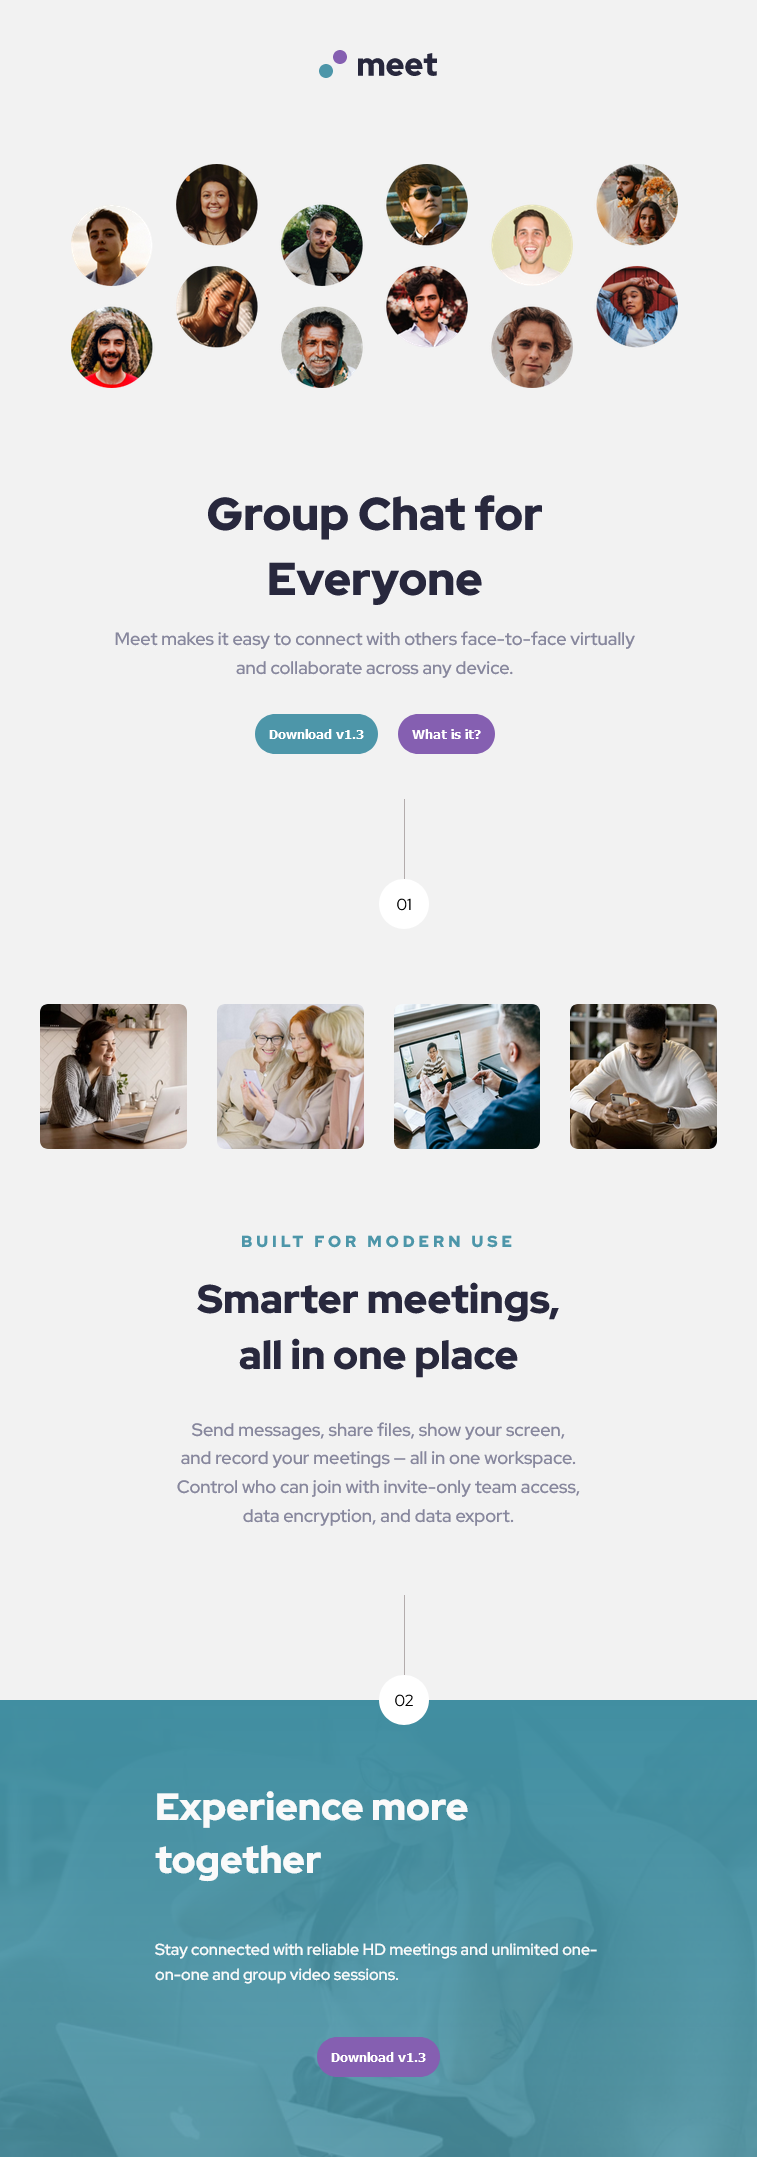 meet
Group Chat for
Everyone
Meet makes it easy to connect with others face-to-face virtually
and collaborate across any device.
Download v1.3
What is it?
01
BUILT FOR MODERN USE
Smarter meetings,
all in one place
Send messages, share files, show your screen,
and record your meetings — all in one workspace.
Control who can join with invite-only team access,
data encryption, and data export.
02
Experience more
together
Stay connected with reliable HD meetings and unlimited one-
on-one and group video sessions.
Download v1.3